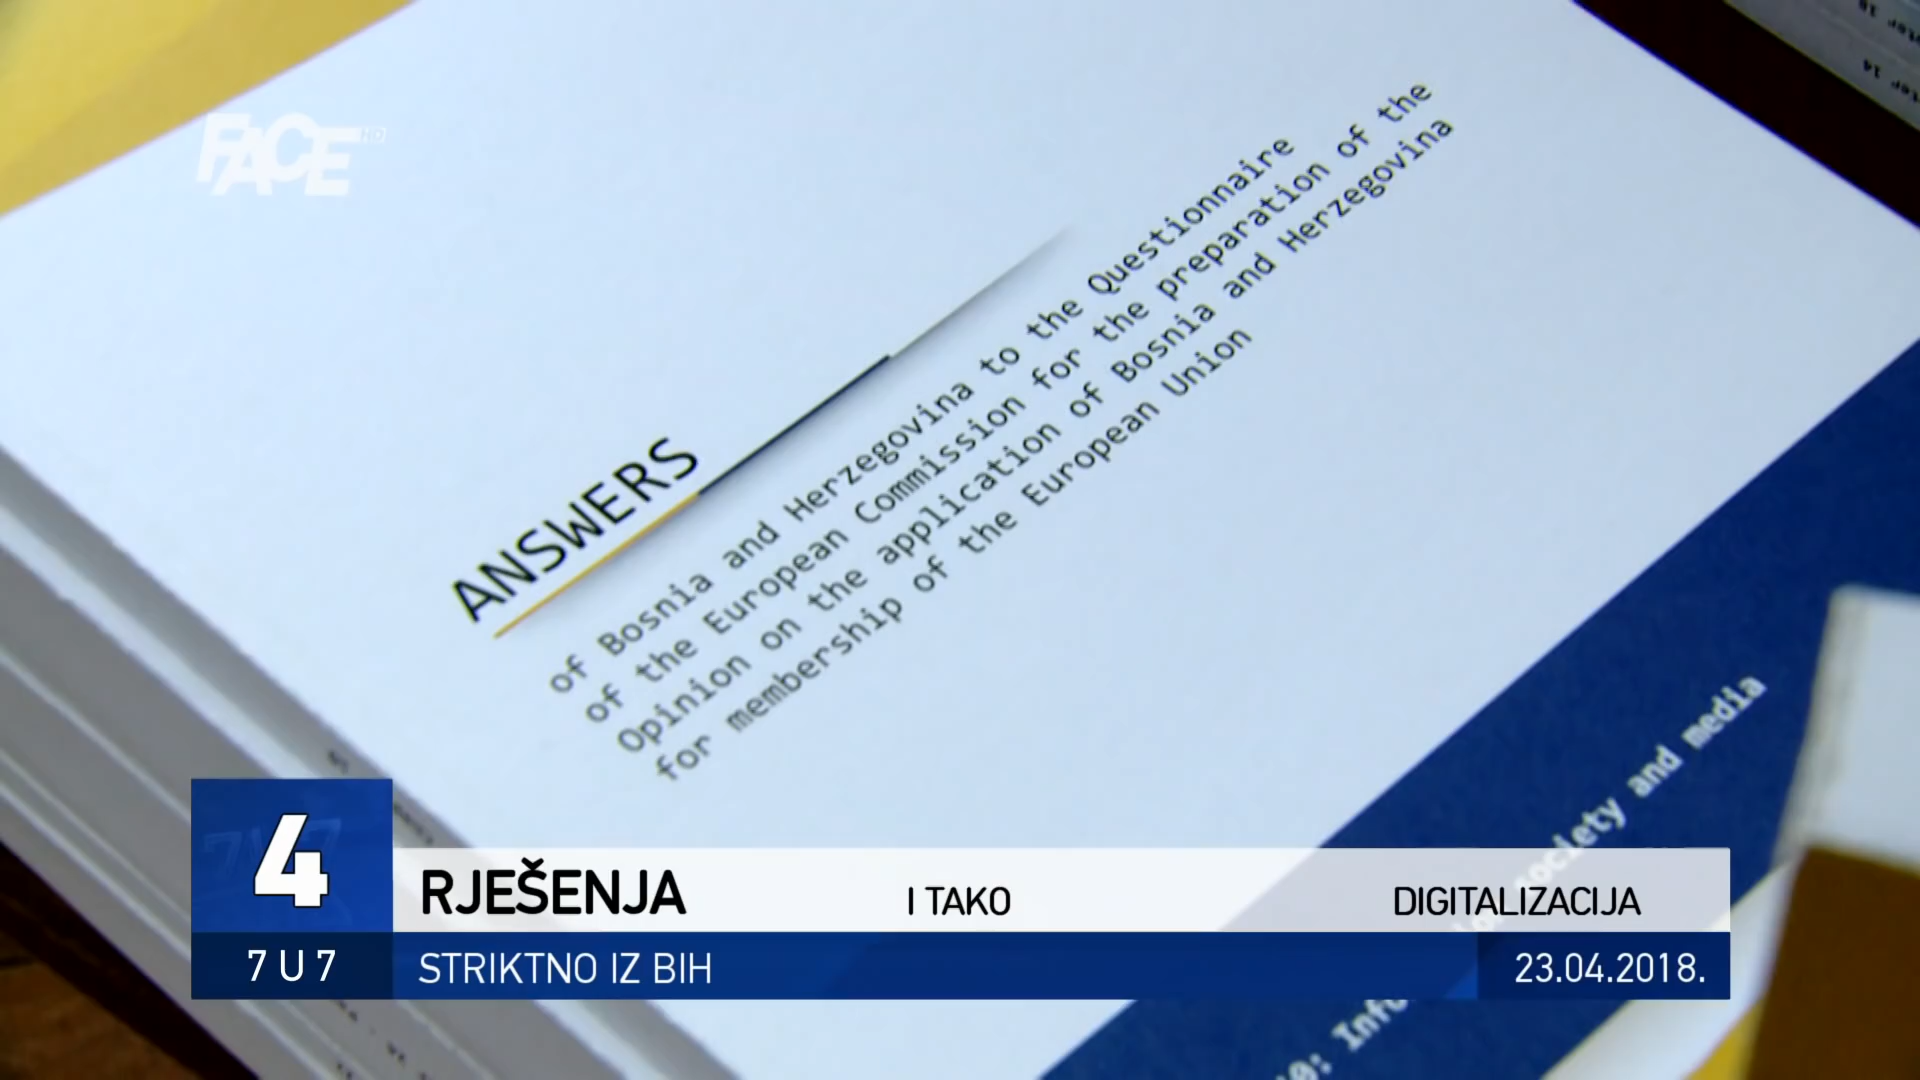 FACE HD
ANSWERS
of Bosnia and Herzegovina to the Questionnaire
of the European Commission for the preparation of the
Opinion on the application of Bosnia and Herzegovina
for membership of the European Union
society and media
4
RJEŠENJA I TAKO DIGITALIZACIJA
7 U 7
STRIKTNO IZ BIH
23.04.2018.